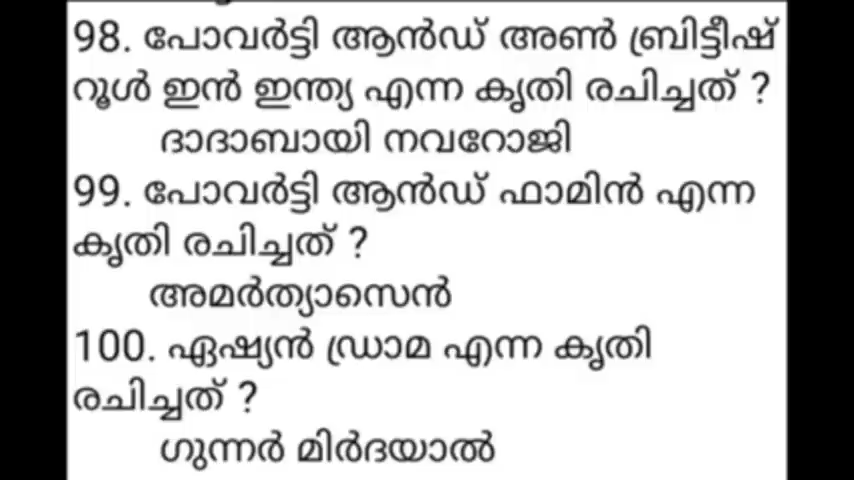 98. പോവർട്ടി ആൻഡ് അൺ ബ്രിട്ടീഷ്
റൂൾ ഇൻ ഇന്ത്യ എന്ന കൃതി രചിച്ചത് ?
ദാദാബായി നവറോജി
99. പോവർട്ടി ആൻഡ് ഫാമിൻ എന്ന
കൃതി രചിച്ചത് ?
അമർത്യാസെൻ
100. ഏഷ്യൻ ഡ്രാമ എന്ന കൃതി
രചിച്ചത് ?
ഗുന്നർ മിർദയാൽ